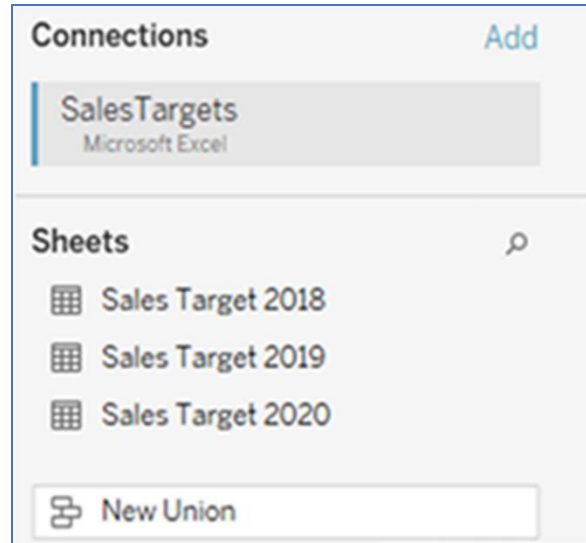 Connections Add
SalesTargets
Microsoft Excel
Sheets
Sales Target 2018
Sales Target 2019
Sales Target 2020
New Union